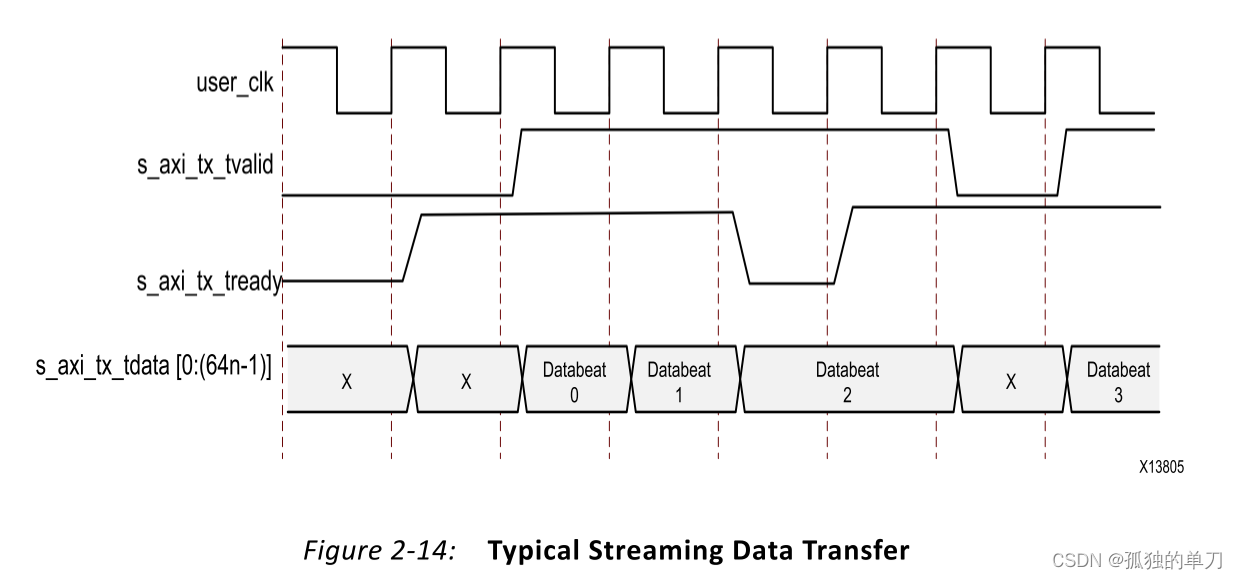 user_clk
s_axi_tx_tvalid
s_axi_tx_tready
s_axi_tx_tdata [0:(64n-1)]
X
X
Databeat
0
Databeat
1
Databeat
2
X
Databeat
3
X13805
Figure 2-14: Typical Streaming Data Transfer
CSDN @孤独的单刀